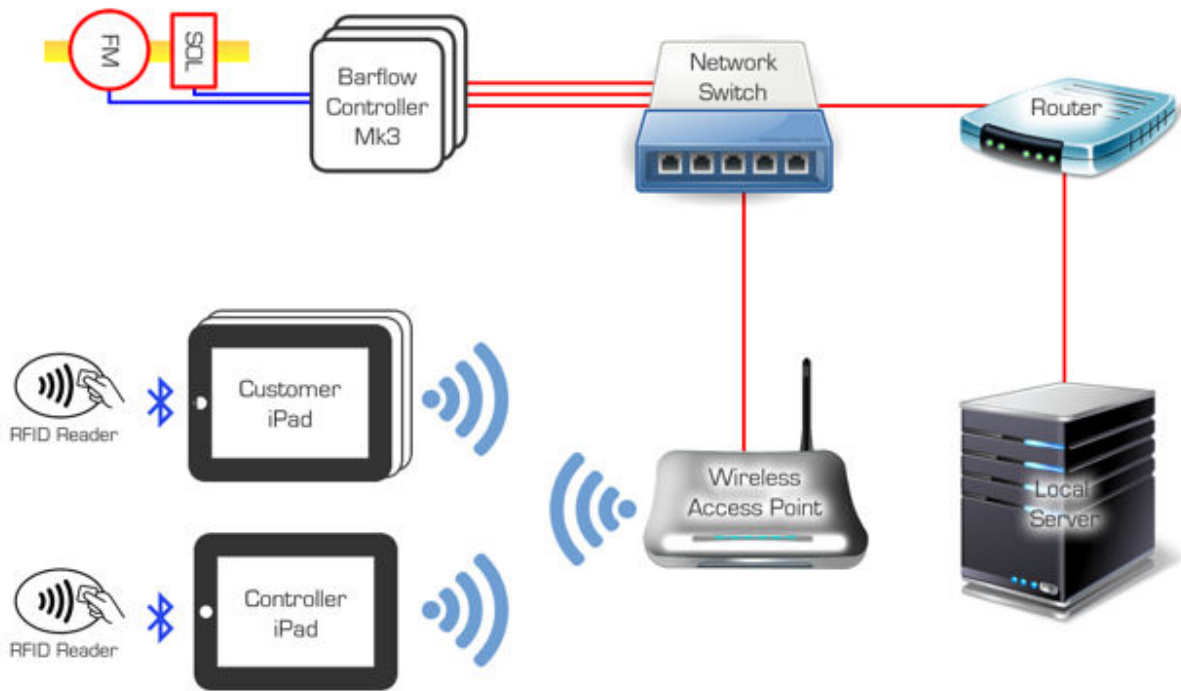 FM
SOL
Barflow
Controller
Mk3
Network
Switch
Router
Customer
iPad
RFID Reader
Wireless
Access Point
Local
Server
Controller
iPad
RFID Reader